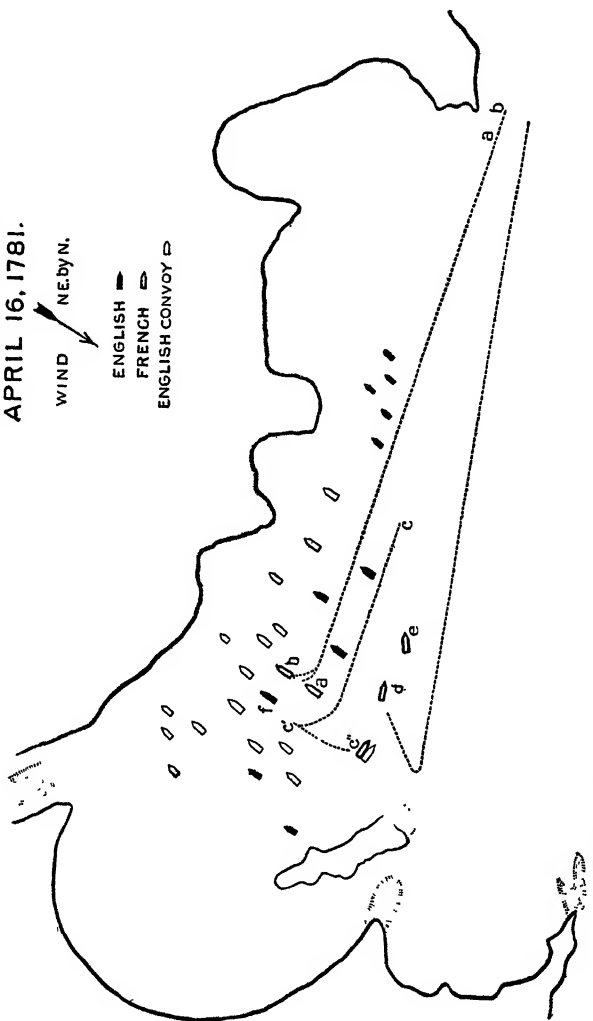 APRIL 16, 1781.
WIND NE.by N.
ENGLISH
FRENCH
ENGLISH CONVOY
b
a
c
e
d
b
a
f
c'
c"